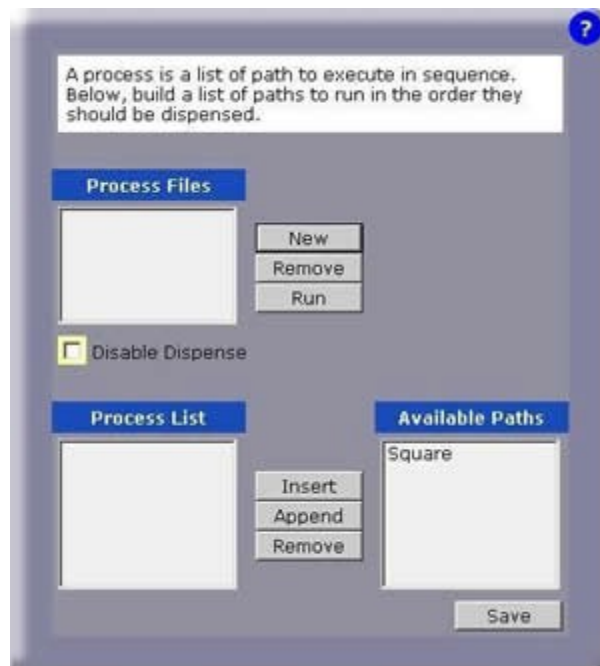 ?
A process is a list of path to execute in sequence.
Below, build a list of paths to run in the order they
should be dispensed.
Process Files
New
Remove
Run
Disable Dispense
Process List
Available Paths
Square
Insert
Append
Remove
Save